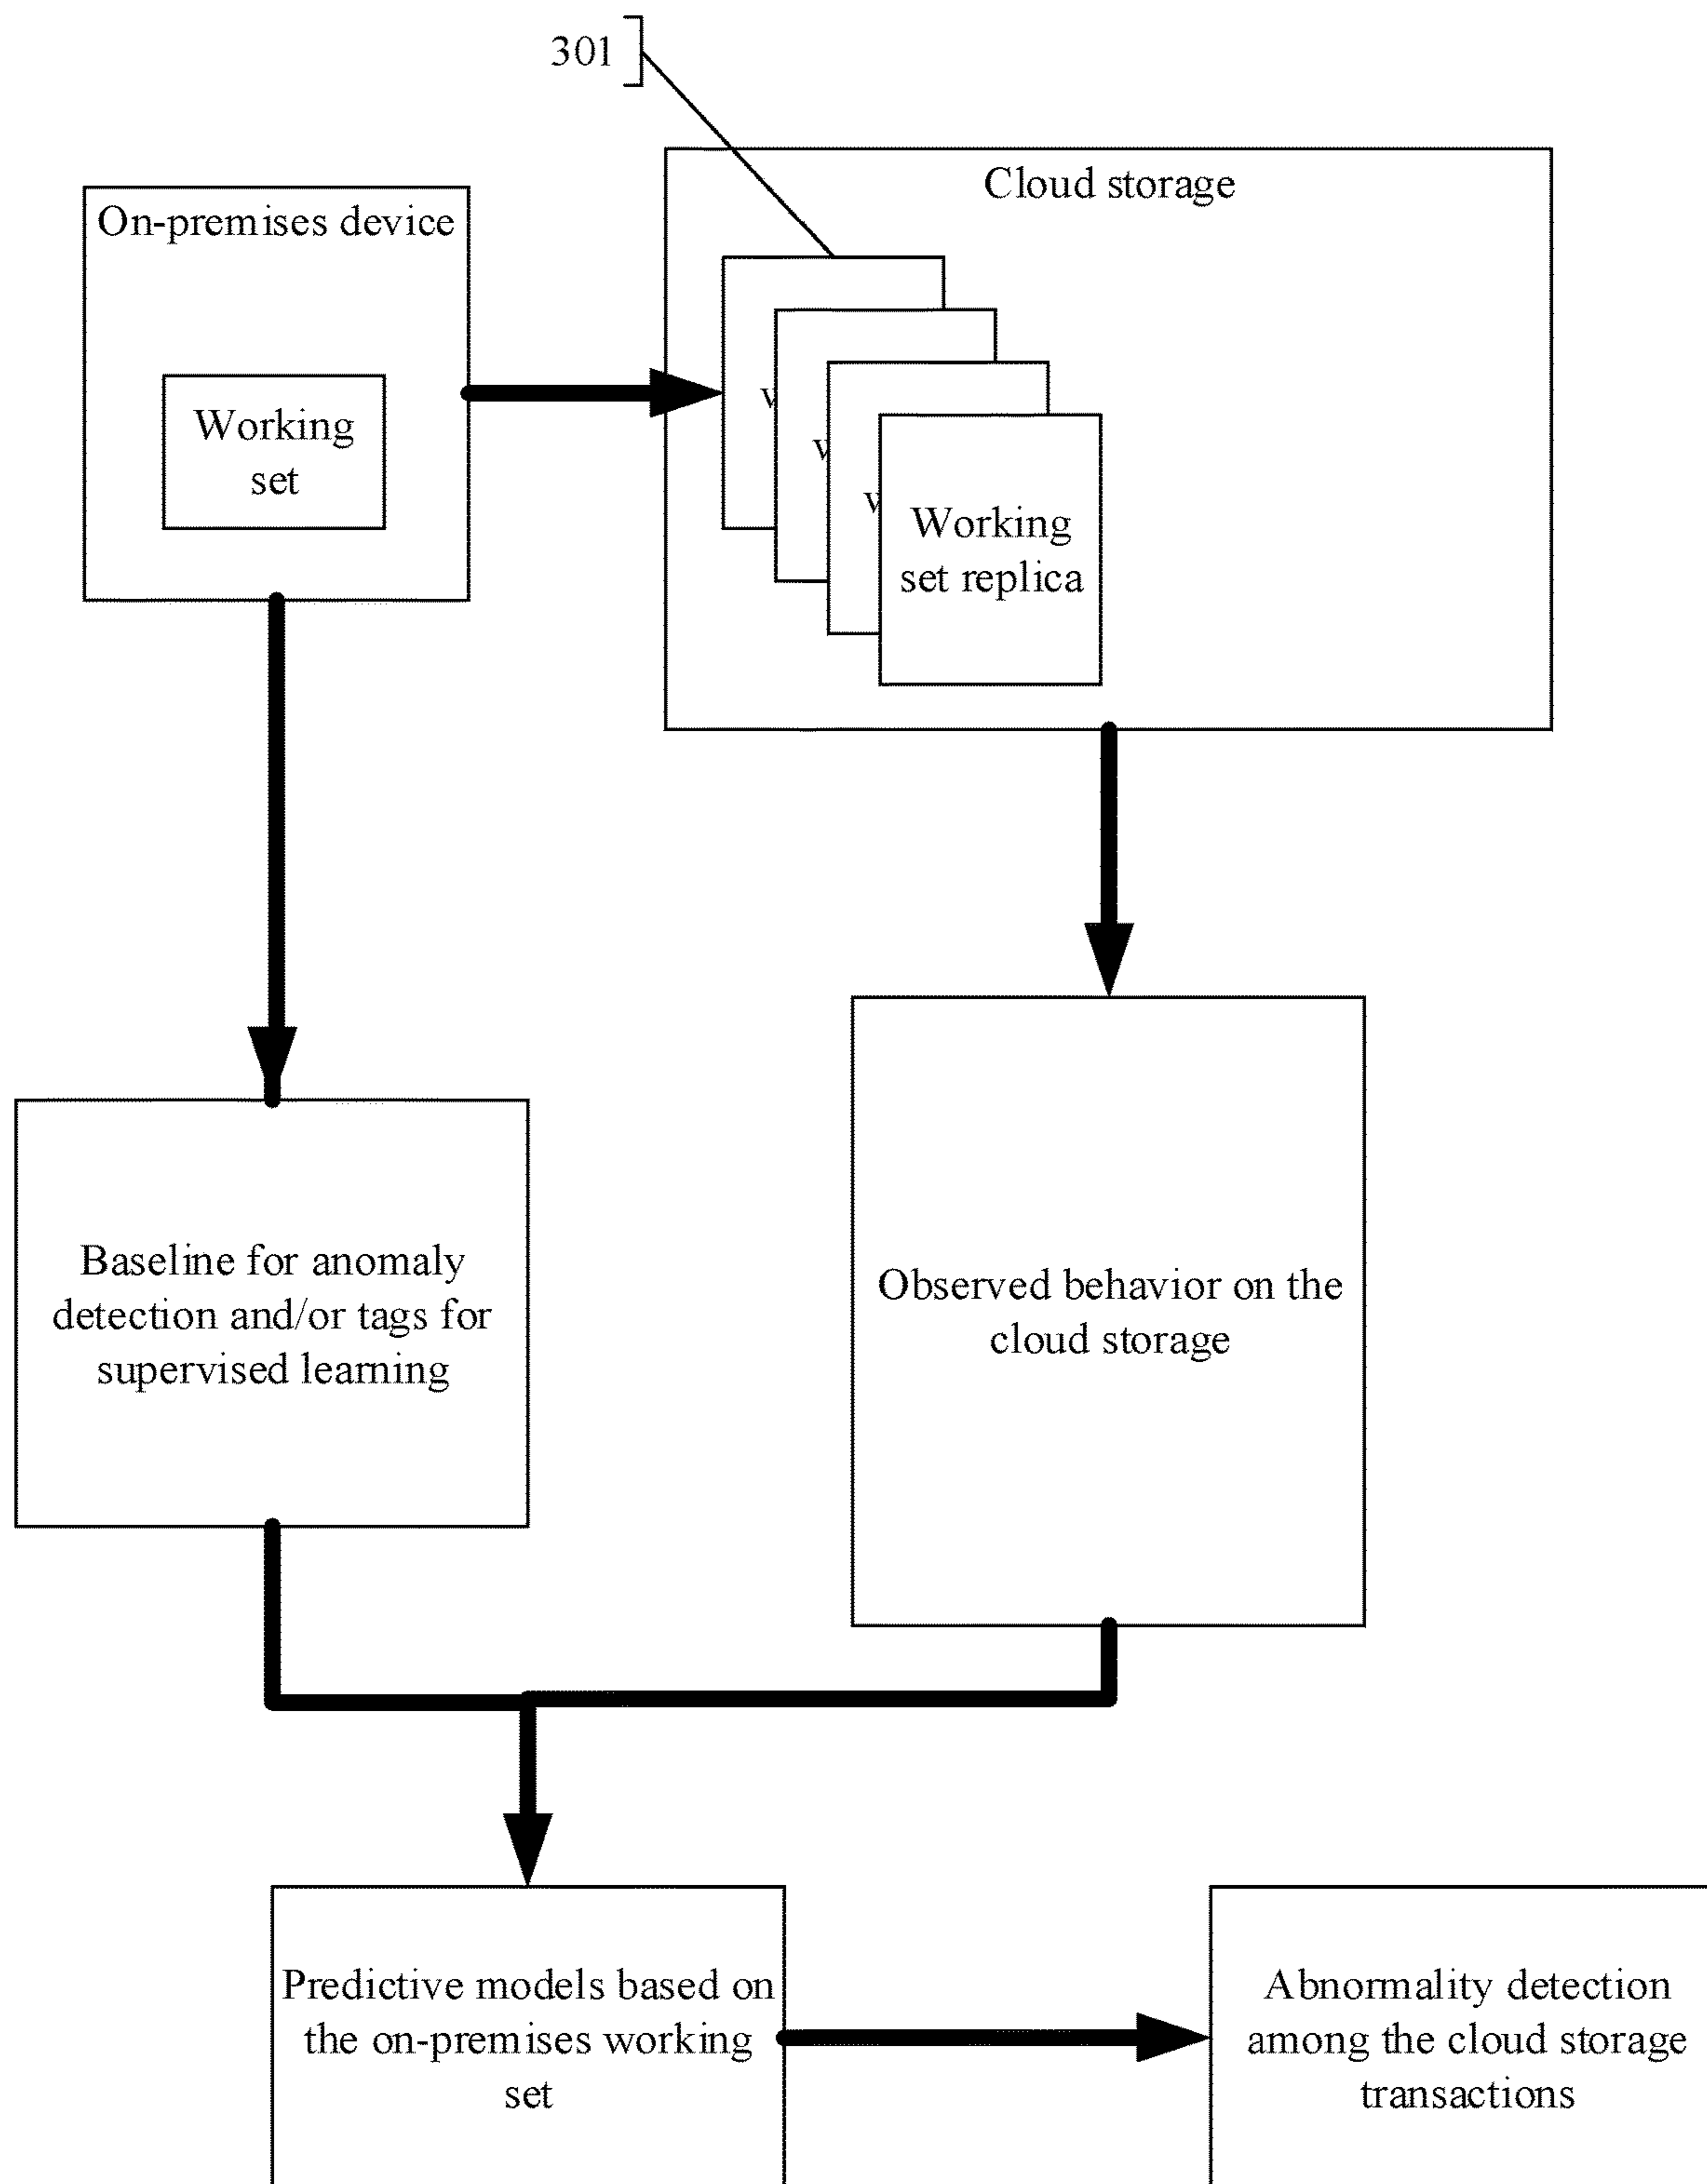 301
Cloud storage
On-premises device
Working
set
Working
set replica
Baseline for anomaly
detection and/or tags for
supervised learning
Observed behavior on the
cloud storage
Predictive models based on
the on-premises working
set
Abnormality detection
among the cloud storage
transactions